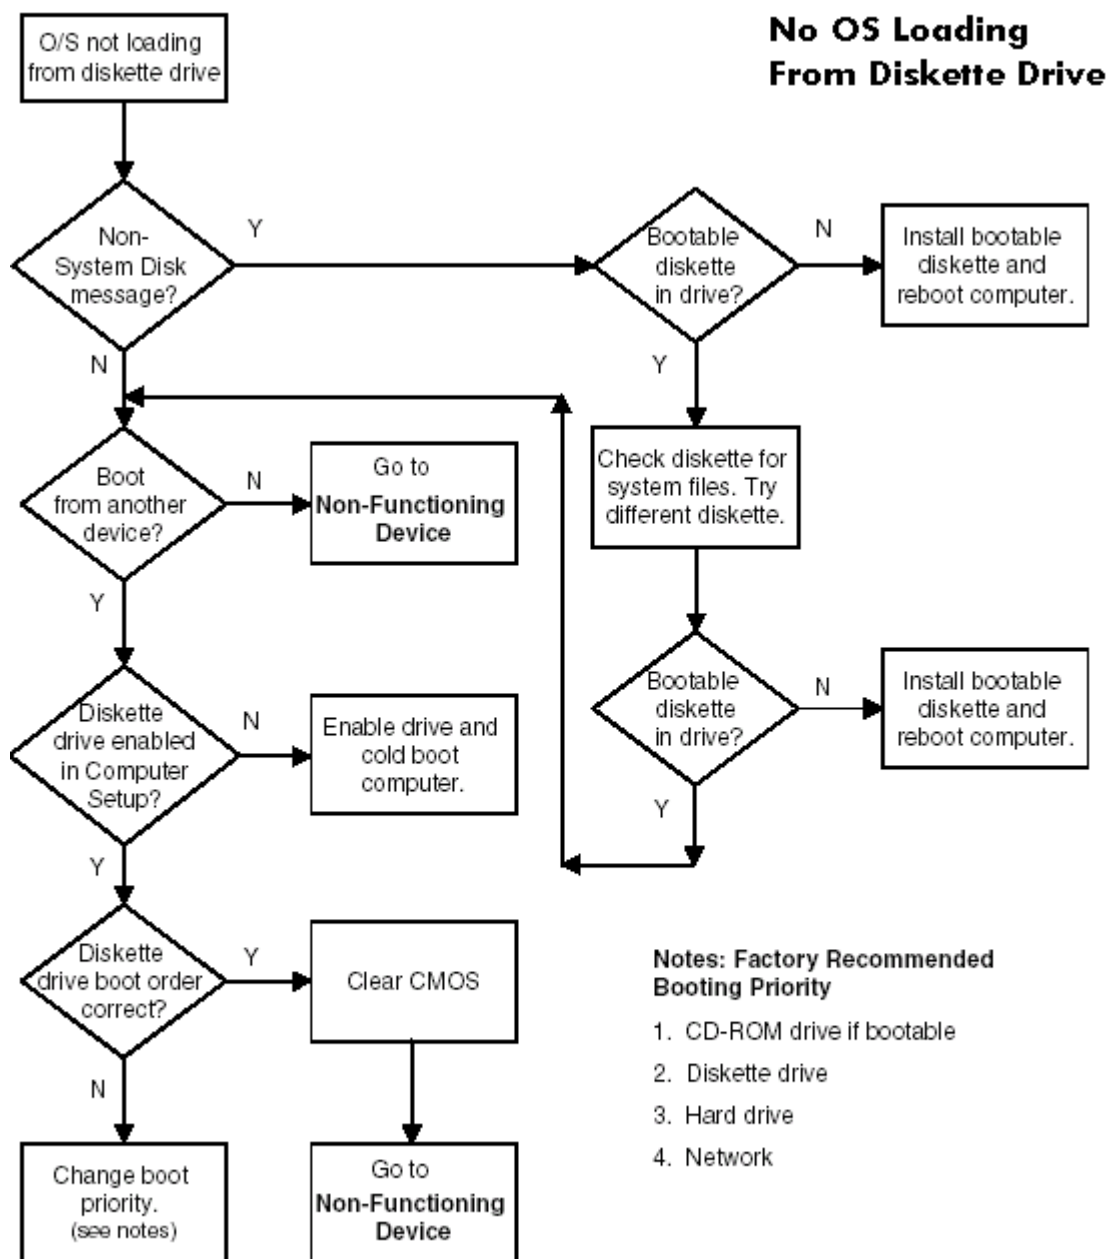 No OS Loading
From Diskette Drive
O/S not loading
from diskette drive
Non-
System Disk
message?
Y
N
Bootable
diskette
in drive?
N
Install bootable
diskette and
reboot computer.
Y
Check diskette for
system files. Try
different diskette.
Bootable
diskette
in drive?
N
Install bootable
diskette and
reboot computer.
Y
Boot
from another
device?
N
Go to
Non-Functioning
Device
Y
Diskette
drive enabled
in Computer
Setup?
N
Enable drive and
cold boot
computer.
Y
Diskette
drive boot order
correct?
Y
Clear CMOS
Go to
Non-Functioning
Device
N
Change boot
priority.
(see notes)
Notes: Factory Recommended
Booting Priority
1. CD-ROM drive if bootable
2. Diskette drive
3. Hard drive
4. Network